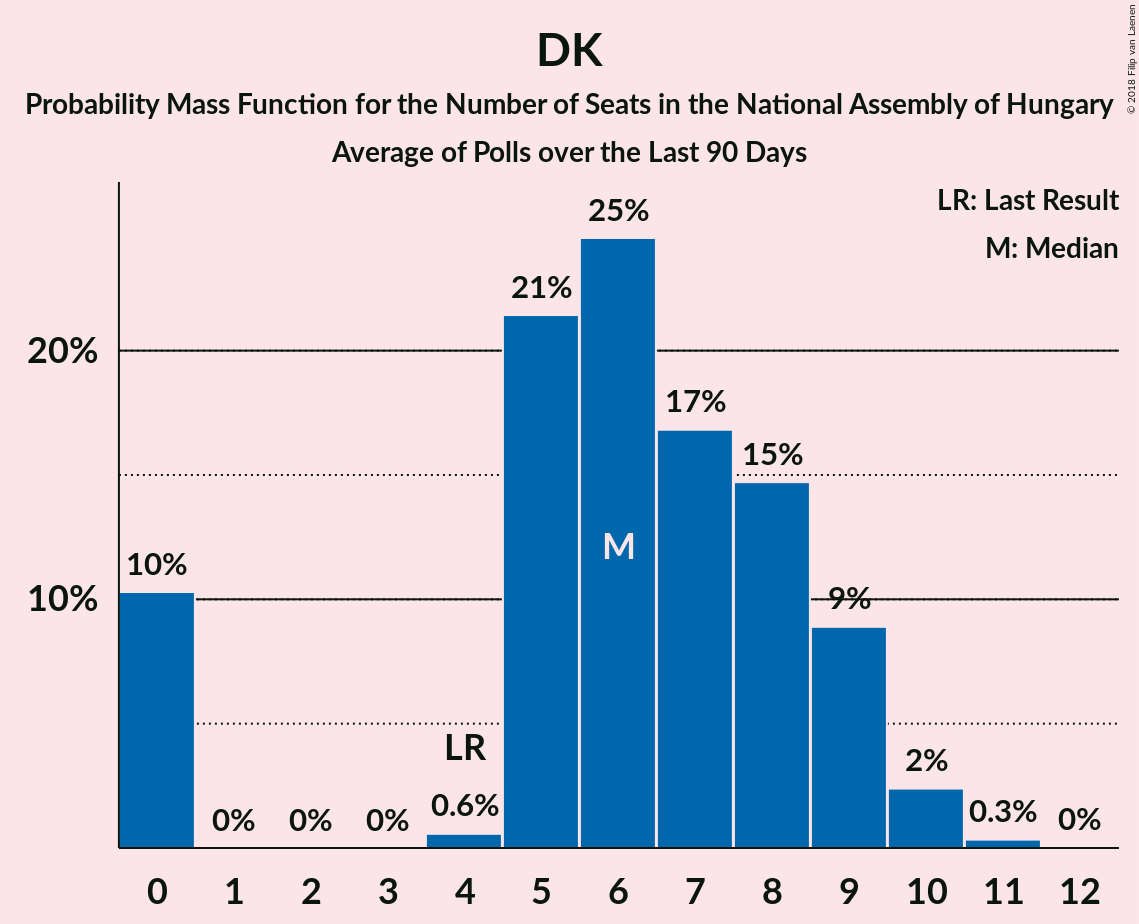 DK
Probability Mass Function for the Number of Seats in the National Assembly of Hungary
Average of Polls over the Last 90 Days
© 2018 Filip van Laenen
LR: Last Result
M: Median
25%
21%
20%
17%
15%
M
10%
10%
9%
LR
2%
0% 0% 0% 0.6% 0.3% 0%
0 1 2 3 4 5 6 7 8 9 10 11 12